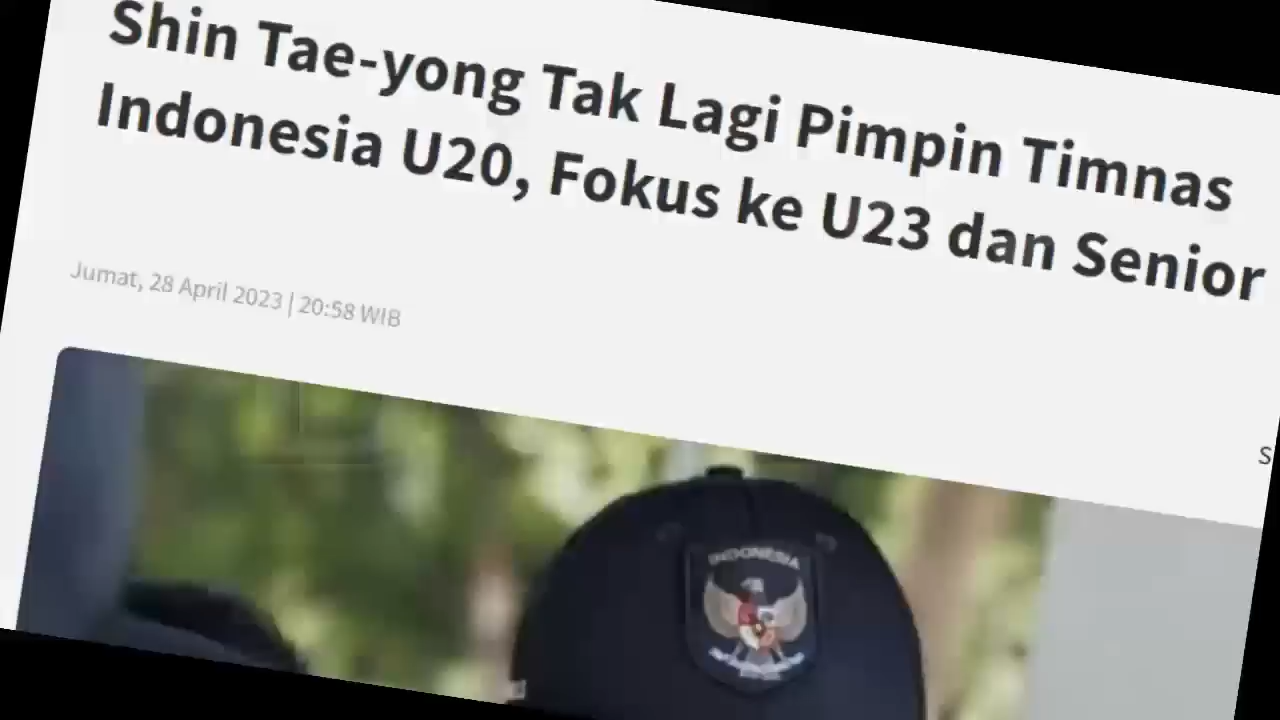 Shin Tae-yong Tak Lagi Pimpin Timnas
Indonesia U20, Fokus ke U23 dan Senior
Jumat, 28 April 2023 | 20:58 WIB
S
INDONESIA